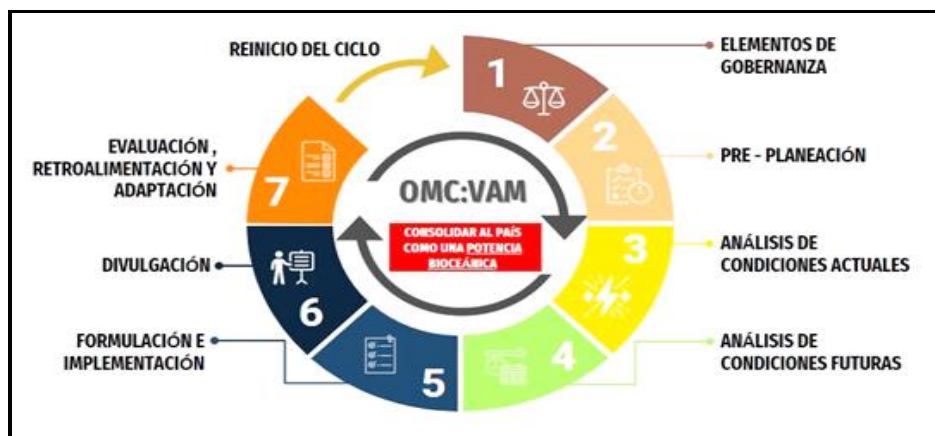 REINICIO DEL CICLO
1
ELEMENTOS DE
GOBERNANZA
2
PRE - PLANEACIÓN
3
ANÁLISIS DE
CONDICIONES ACTUALES
4
ANÁLISIS DE
CONDICIONES FUTURAS
5
FORMULACIÓN E
IMPLEMENTACIÓN
6
DIVULGACIÓN
7
EVALUACIÓN ,
RETROALIMENTACIÓN Y
ADAPTACIÓN
OMC:VAM
CONSOLIDAR AL PAÍS
COMO UNA POTENCIA
BIOCEÁNICA